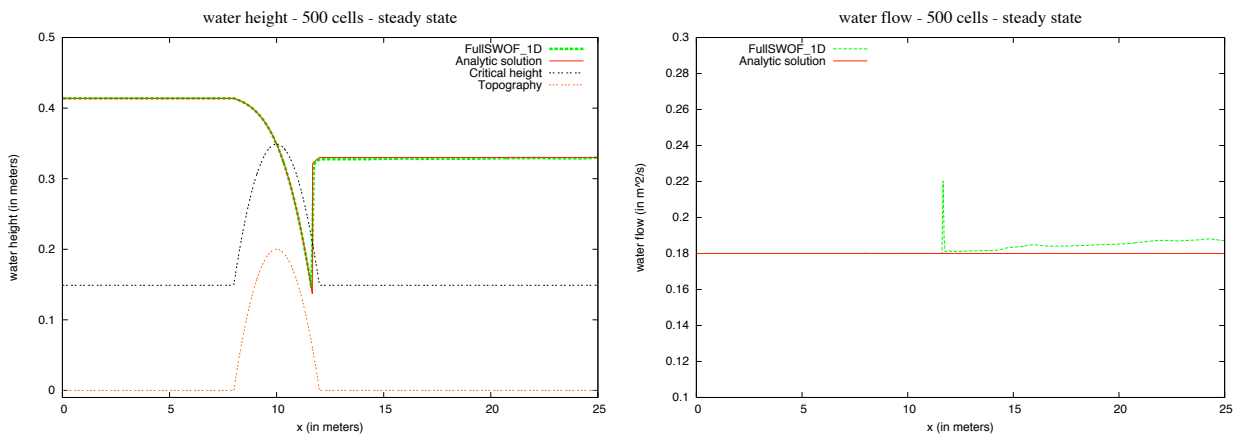 water height - 500 cells - steady state
0.5
0.4
0.3
0.2
0.1
0
water height (in meters)
FullSWOF_1D
Analytic solution
Critical height
Topography
0
5
10
15
20
25
x (in meters)
water flow - 500 cells - steady state
0.3
0.28
0.26
0.24
0.22
0.2
0.18
0.16
0.14
0.12
0.1
water flow (in m^2/s)
FullSWOF_1D
Analytic solution
0
5
10
15
20
25
x (in meters)